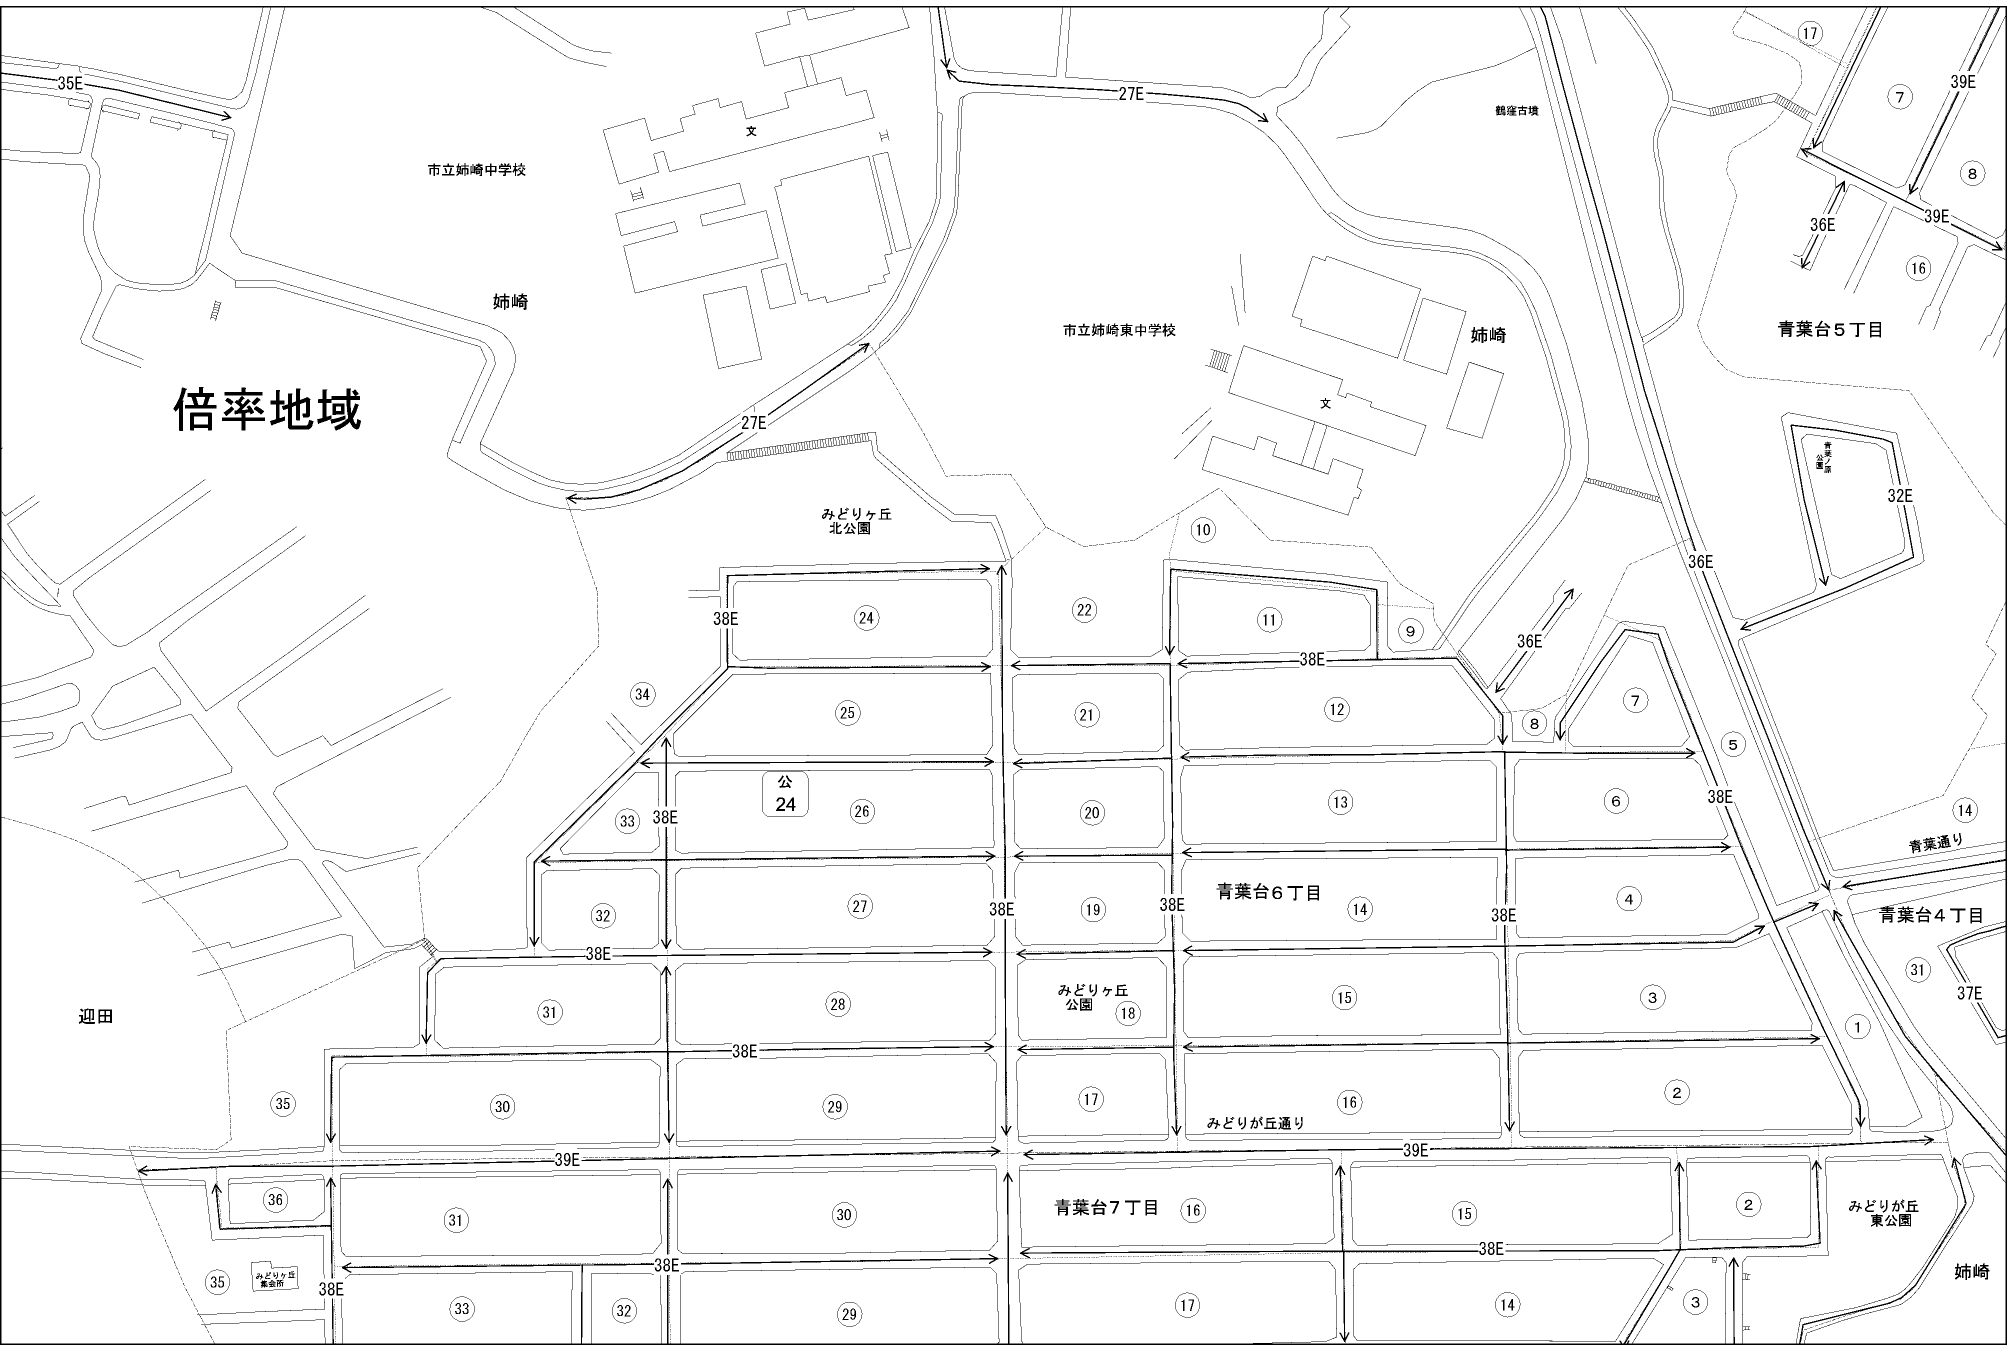 17
35E
39E
27E
7
鶴窪古墳
文
市立姉崎中学校
8
39E
36E
16
姉崎
市立姉崎東中学校
姉崎
青葉台5丁目
倍率地域
文
27E
青葉ノ原
公園
32E
みどりヶ丘
北公園
10
36E
24
22
11
9
38E
38E
36E
34
25
21
12
8
7
5
公
24
33
38E
26
20
13
6
38E
14
青葉通り
32
27
38E
19
38E
青葉台6丁目
14
38E
4
青葉台4丁目
38E
31
28
みどりヶ丘
公園
18
15
3
31
37E
迎田
1
38E
35
30
29
17
16
2
みどりが丘通り
39E
39E
36
31
30
青葉台7丁目
16
15
2
みどりが丘
東公園
38E
38E
姉崎
35
みどりヶ丘
集会所
38E
33
32
29
17
14
3